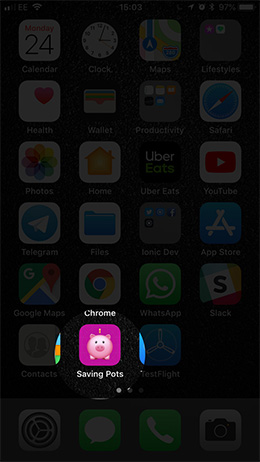 EE 15:03 97%
Monday
24
Calendar Clock, Maps Lifestyles
Health Wallet Productivity Safari
Uber
Eats
Photos Home Uber Eats YouTube
Telegram Files Ionic Dev App Store
Google Maps Chrome WhatsApp Slack
Contacts Saving Pots TestFlight